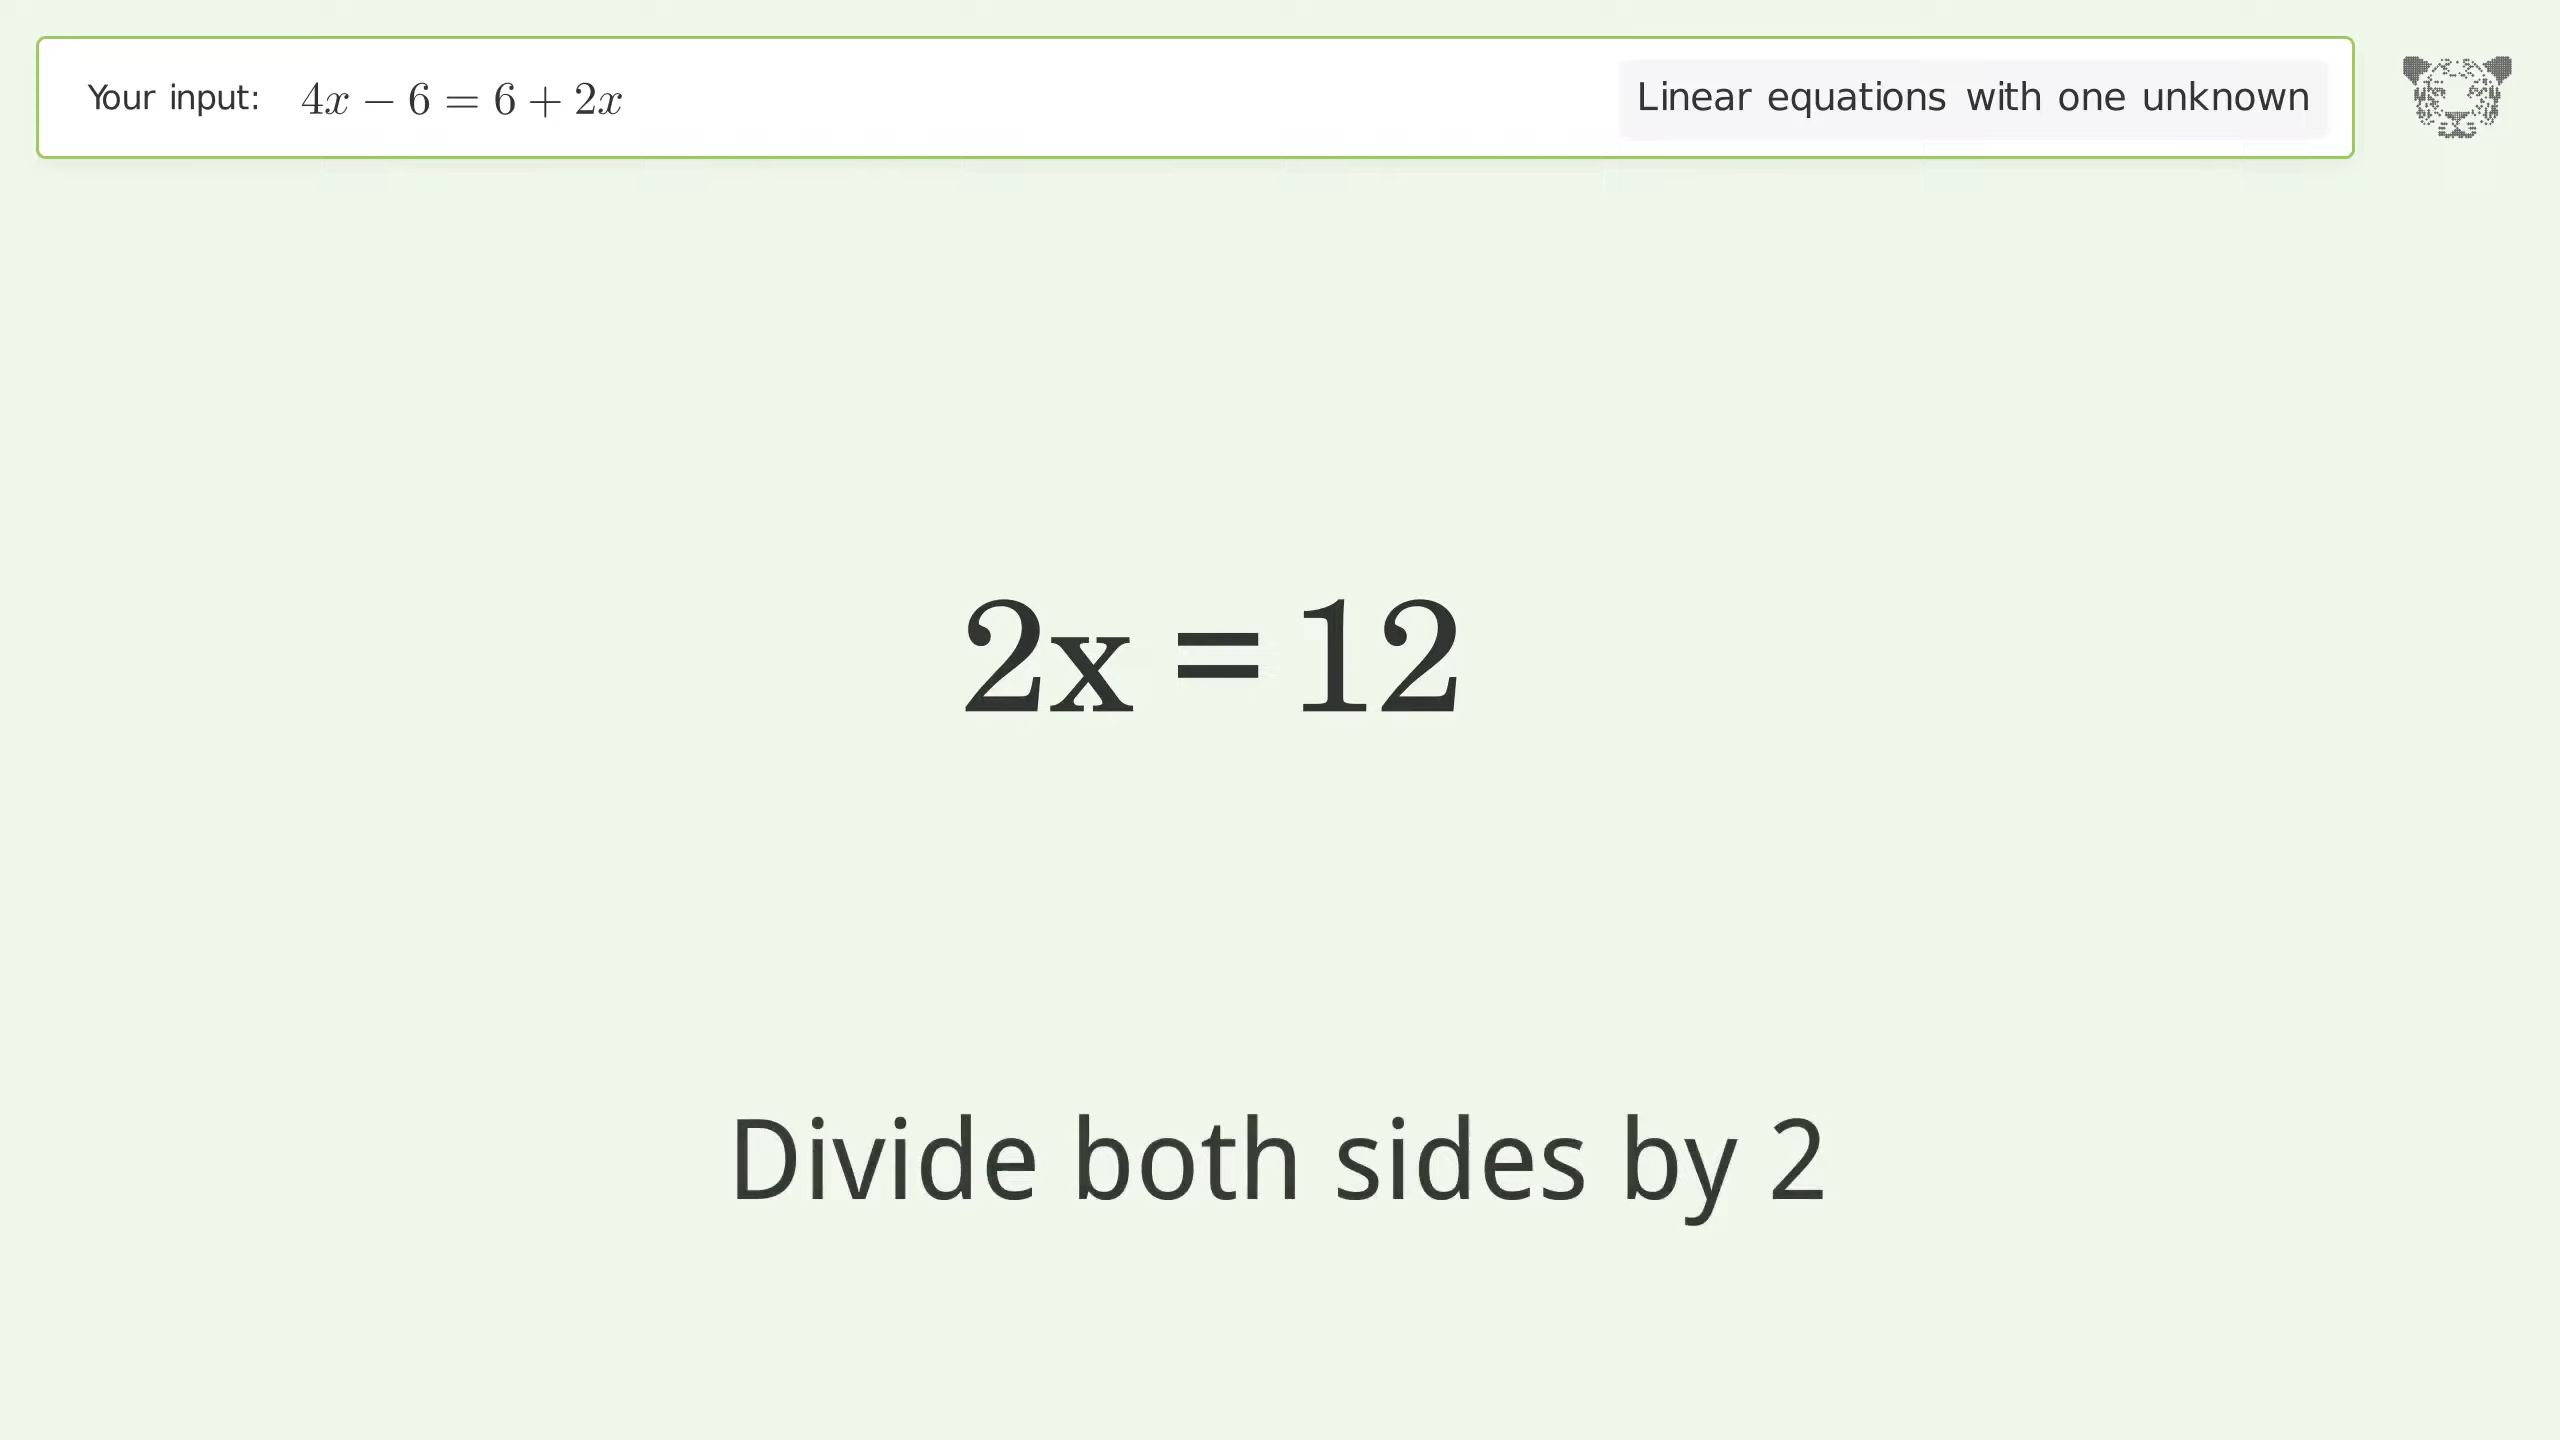 Your input: 4x − 6 = 6 + 2x
Linear equations with one unknown
2x = 12
Divide both sides by 2